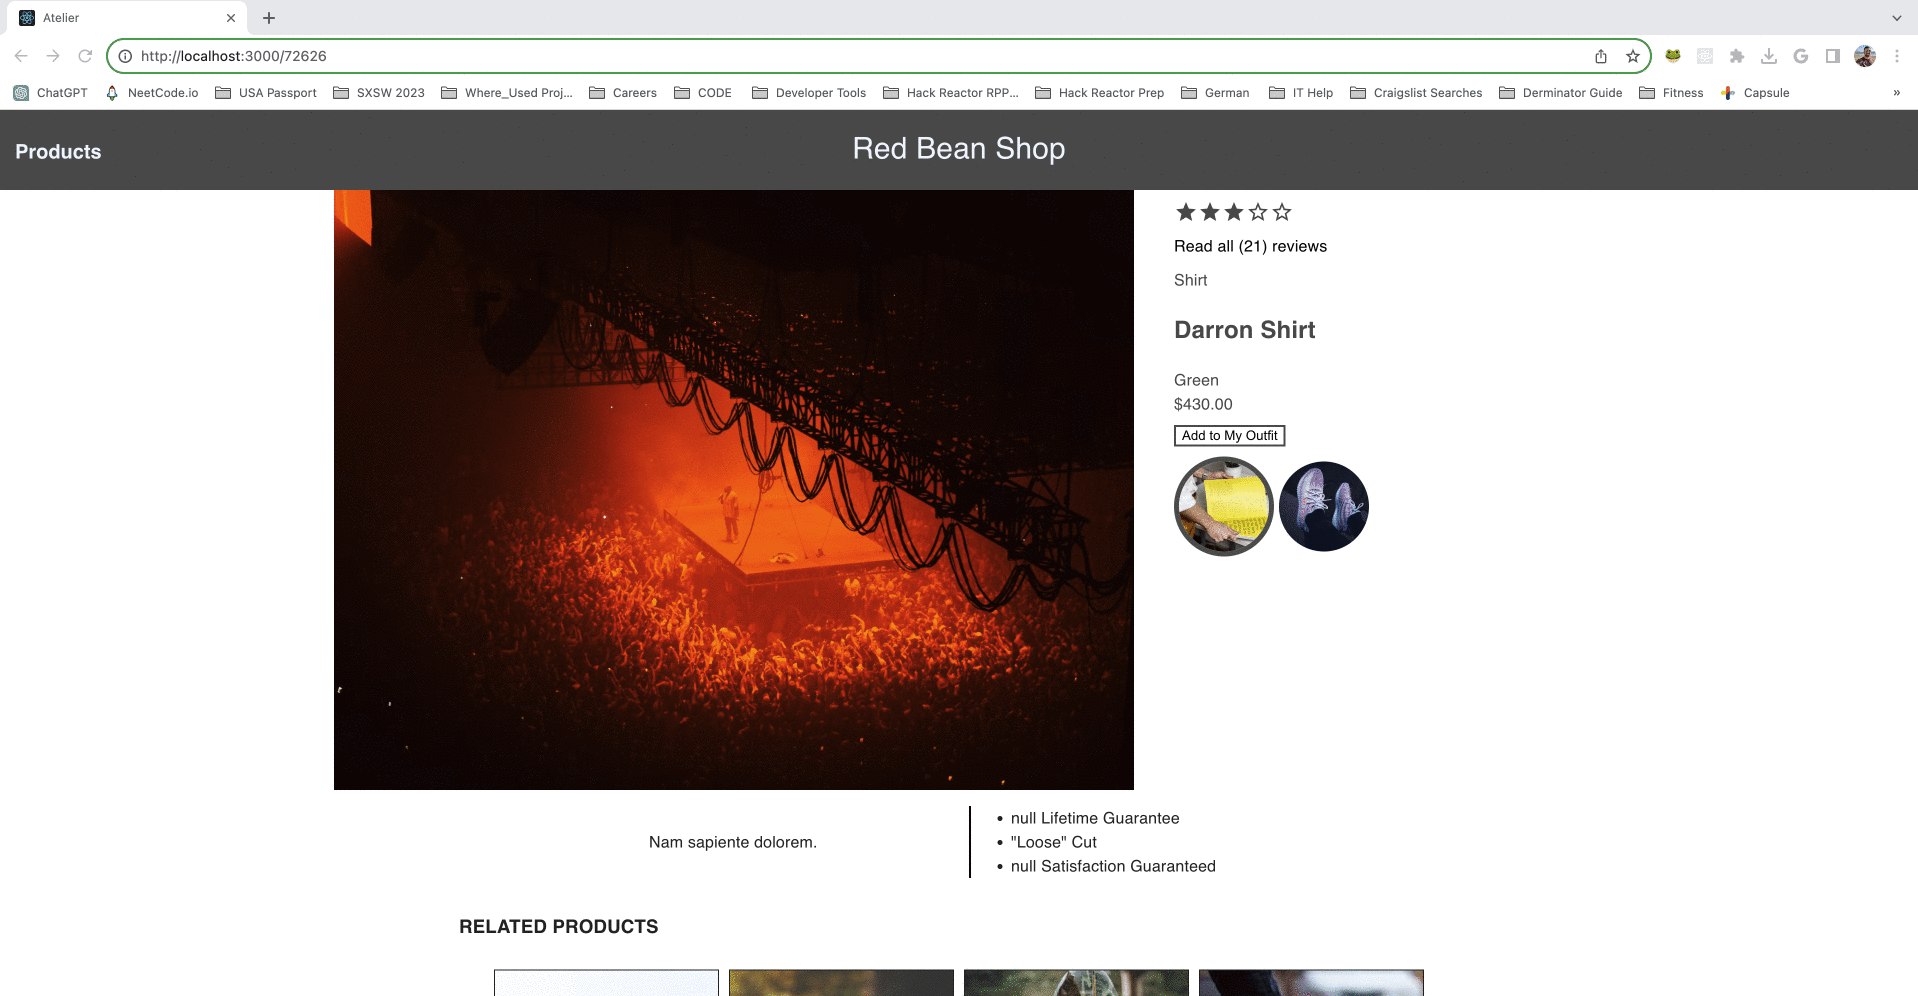 Atelier
http://localhost:3000/72626
ChatGPT NeetCode.io USA Passport SXSW 2023 Where_Used Proj... Careers CODE Developer Tools Hack Reactor RPP... Hack Reactor Prep German IT Help Craigslist Searches Derminator Guide Fitness Capsule »
Products
Red Bean Shop
Read all (21) reviews
Shirt
Darron Shirt
Green
$430.00
Add to My Outfit
Nam sapiente dolorem.
• null Lifetime Guarantee
• "Loose" Cut
• null Satisfaction Guaranteed
RELATED PRODUCTS